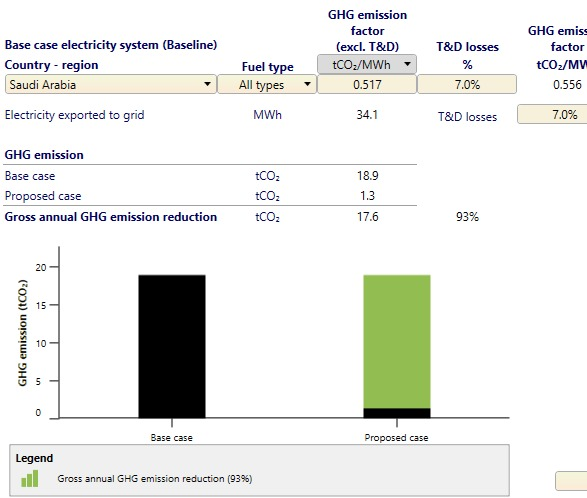 GHG emission
factor
(excl. T&D)
GHG emiss
factor
Base case electricity system (Baseline)
T&D losses
Country - region
Fuel type
tCO₂/MWh
%
tCO₂/MW
Saudi Arabia
All types
0.517
7.0%
0.556
Electricity exported to grid
MWh
34.1
T&D losses
7.0%
GHG emission
Base case
tCO₂
18.9
Proposed case
tCO₂
1.3
Gross annual GHG emission reduction
tCO₂
17.6
93%
GHG emission (tCO₂)
20
15
10
5
0
Base case
Proposed case
Legend
Gross annual GHG emission reduction (93%)